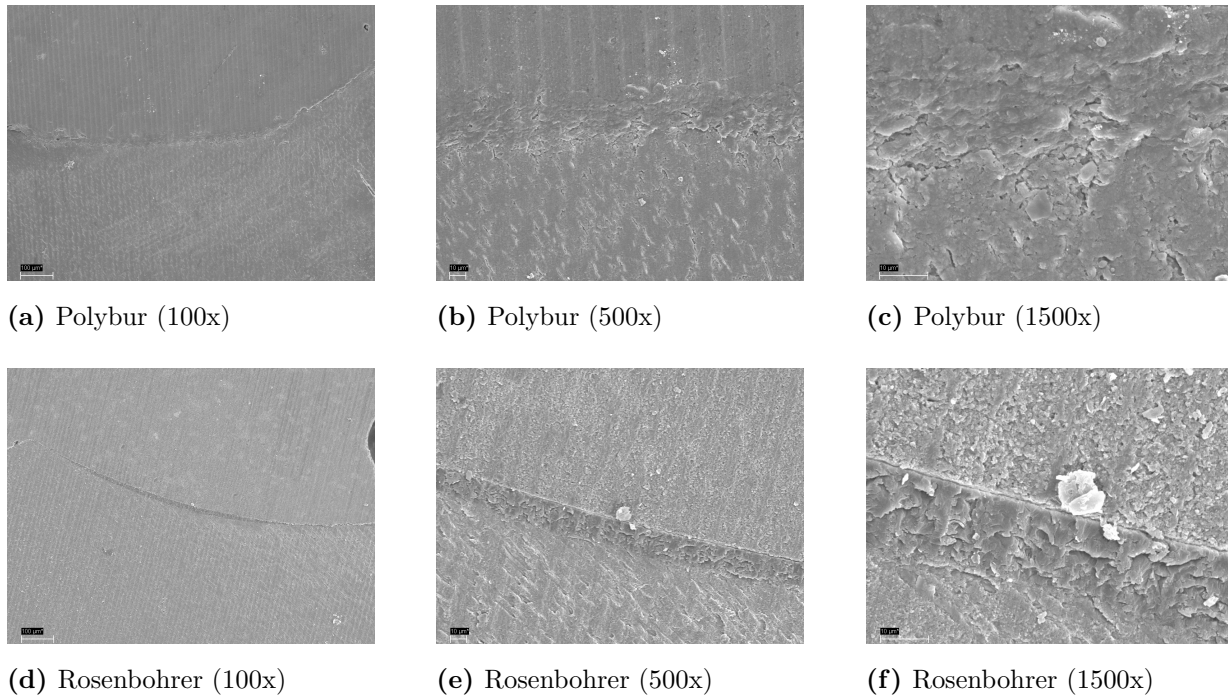 100 µm*
10 µm*
10 µm*
(a) Polybur (100x)
(b) Polybur (500x)
(c) Polybur (1500x)
100 µm*
10 µm*
10 µm*
(d) Rosenbohrer (100x)
(e) Rosenbohrer (500x)
(f) Rosenbohrer (1500x)